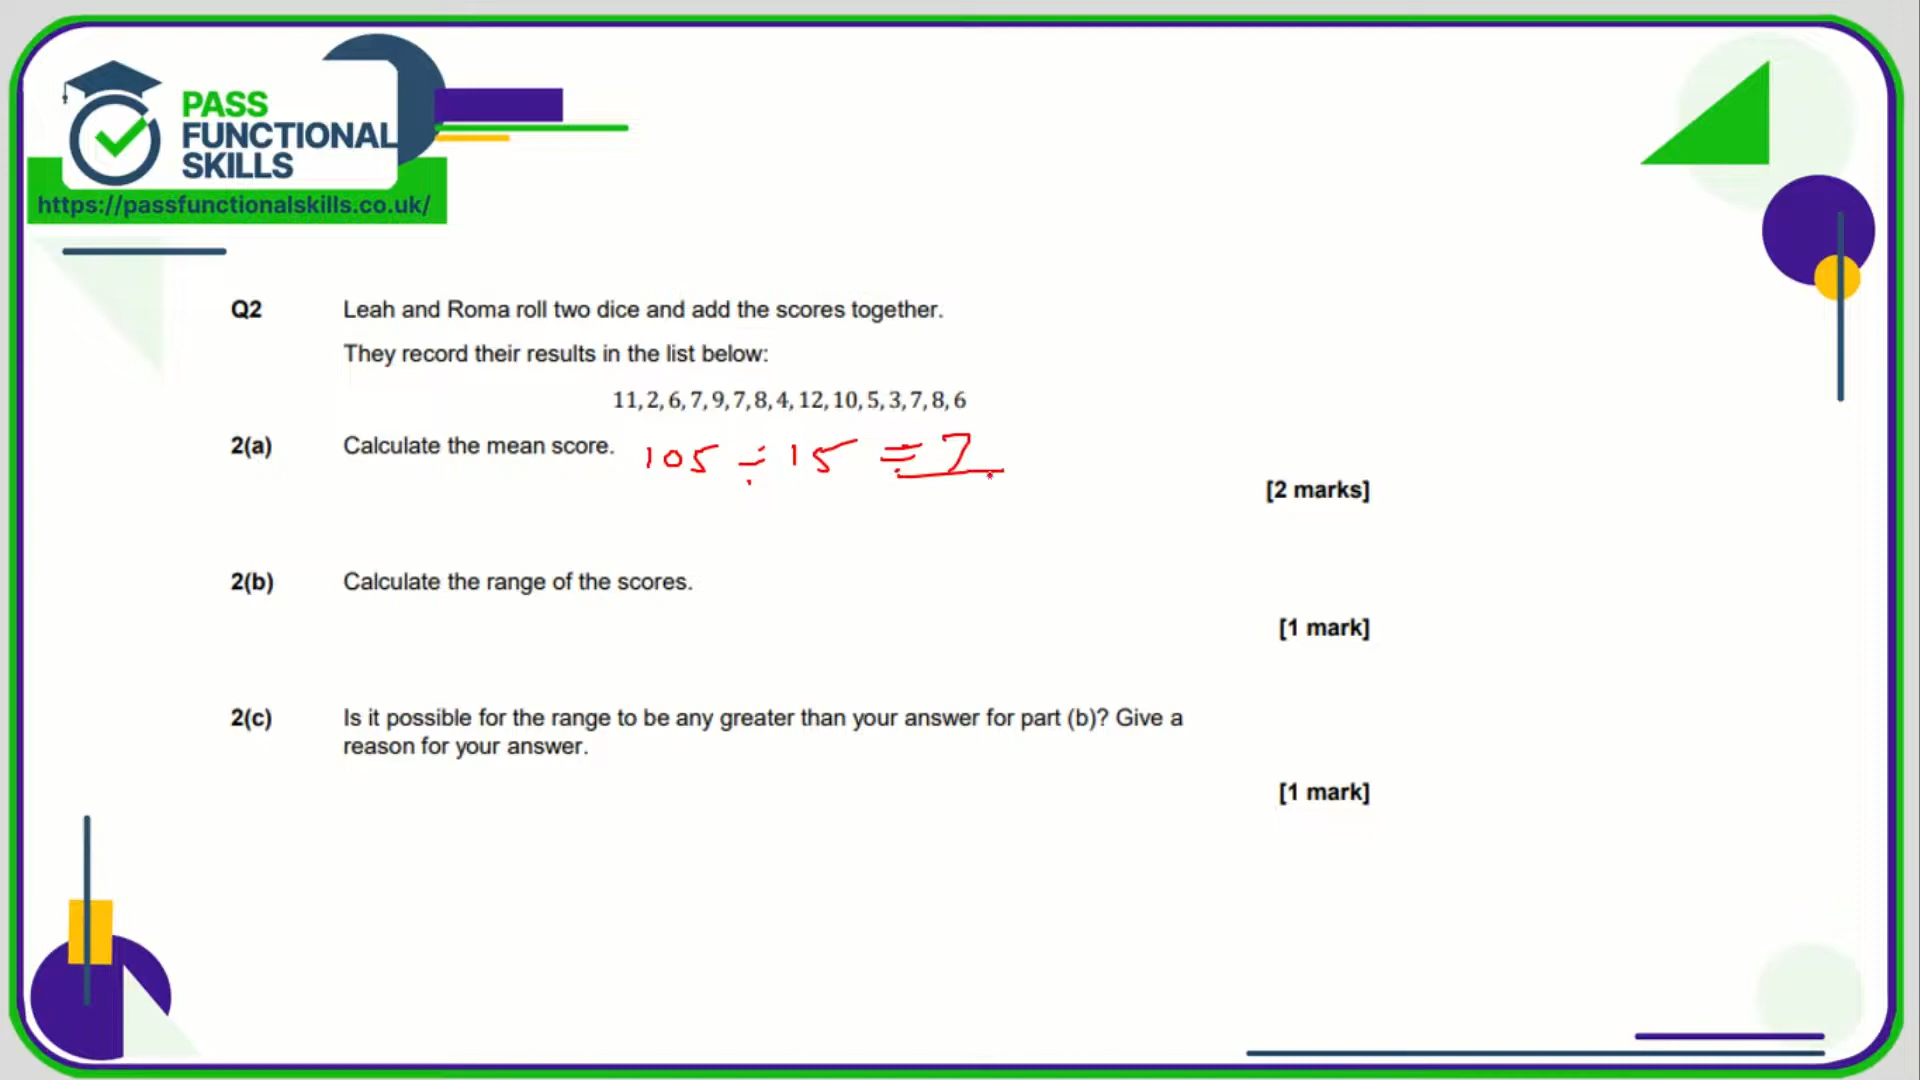 PASS
FUNCTIONAL
SKILLS
https://passfunctionalskills.co.uk/
Q2 Leah and Roma roll two dice and add the scores together.
They record their results in the list below:
11, 2, 6, 7, 9, 7, 8, 4, 12, 10, 5, 3, 7, 8, 6
2(a) Calculate the mean score. 105 ÷ 15 = 7
[2 marks]
2(b) Calculate the range of the scores.
[1 mark]
2(c) Is it possible for the range to be any greater than your answer for part (b)? Give a
reason for your answer.
[1 mark]